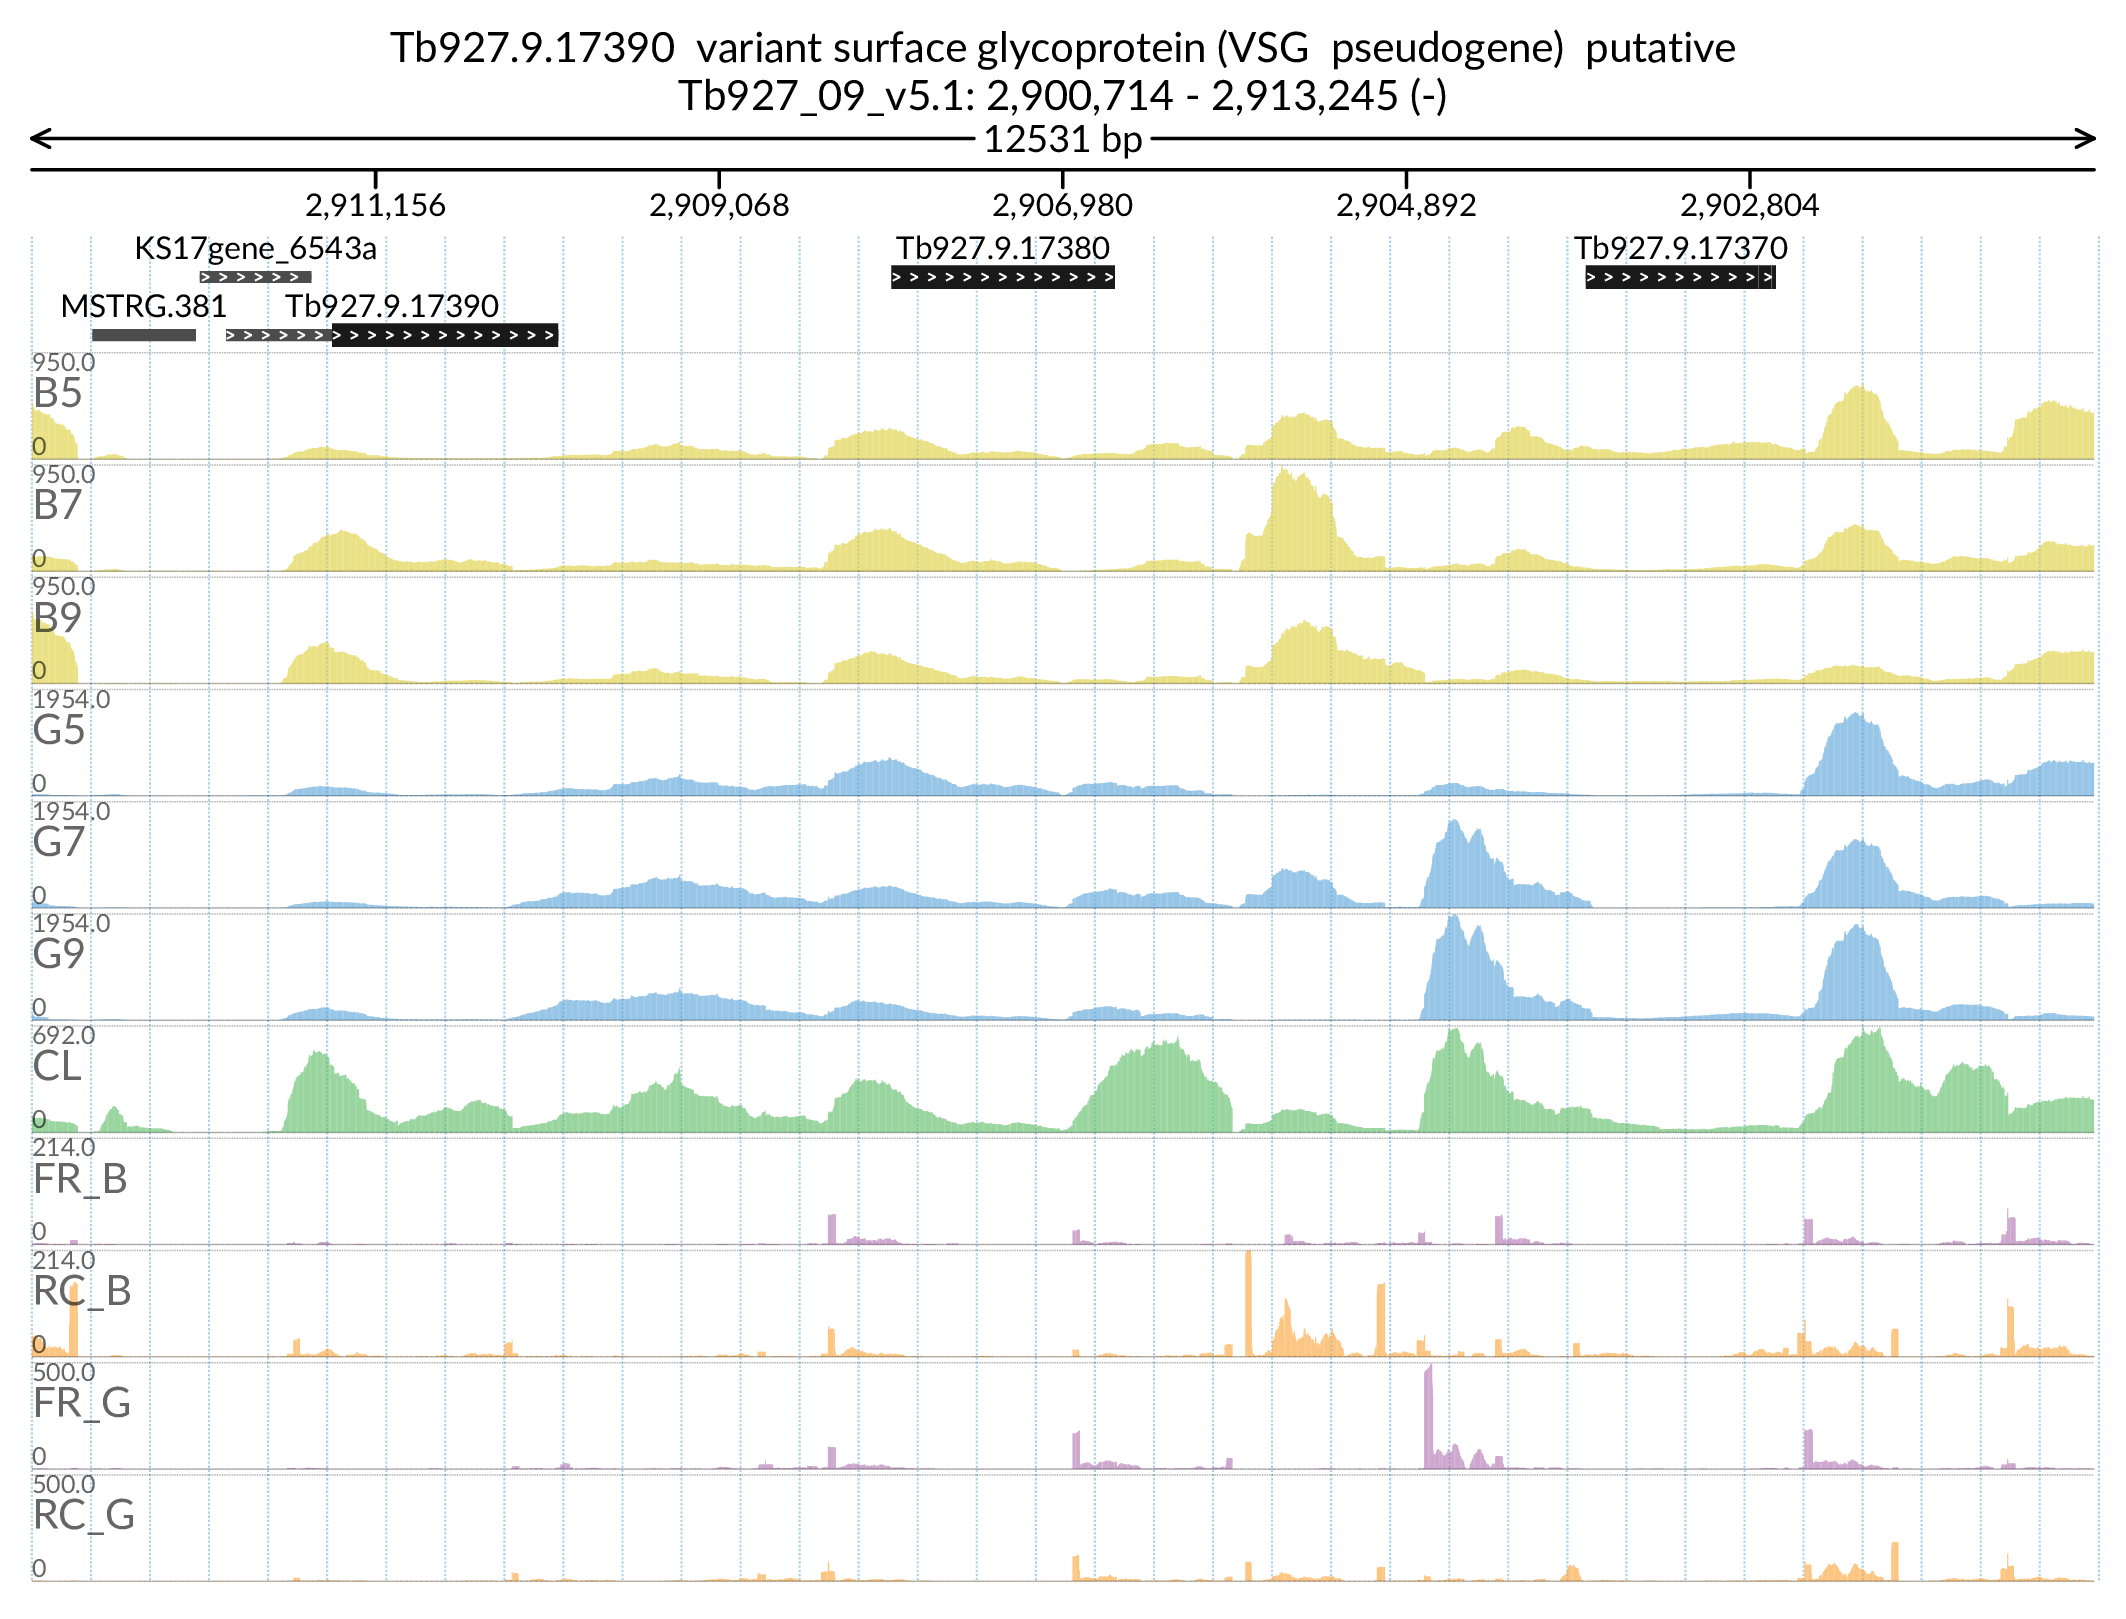 Tb927.9.17390 variant surface glycoprotein (VSG pseudogene) putative
Tb927_09_v5.1: 2,900,714 - 2,913,245 (-)
12531 bp
2,911,156 2,909,068 2,906,980 2,904,892 2,902,804
KS17gene_6543a Tb927.9.17380 Tb927.9.17370
MSTRG.381 Tb927.9.17390
950.0
B5
0
950.0
B7
0
950.0
B9
0
1954.0
G5
0
1954.0
G7
0
1954.0
G9
0
692.0
CL
0
214.0
FR_B
0
214.0
RC_B
0
500.0
FR_G
0
500.0
RC_G
0